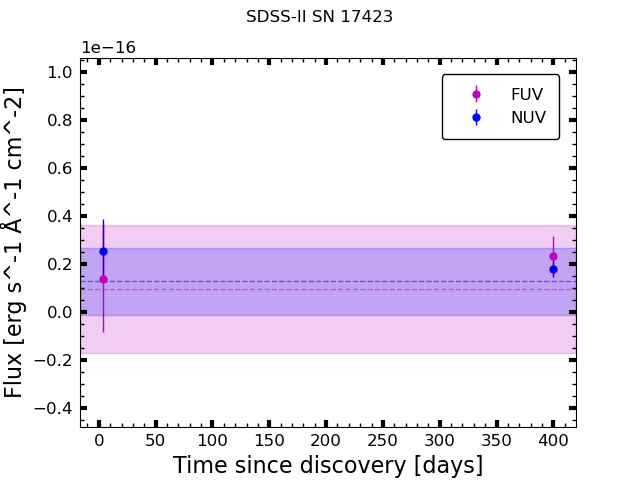 SDSS-II SN 17423
1e−16
1.0
0.8
0.6
0.4
0.2
0.0
−0.2
−0.4
Flux [erg s^-1 Å^-1 cm^-2]
FUV
NUV
0 50 100 150 200 250 300 350 400
Time since discovery [days]